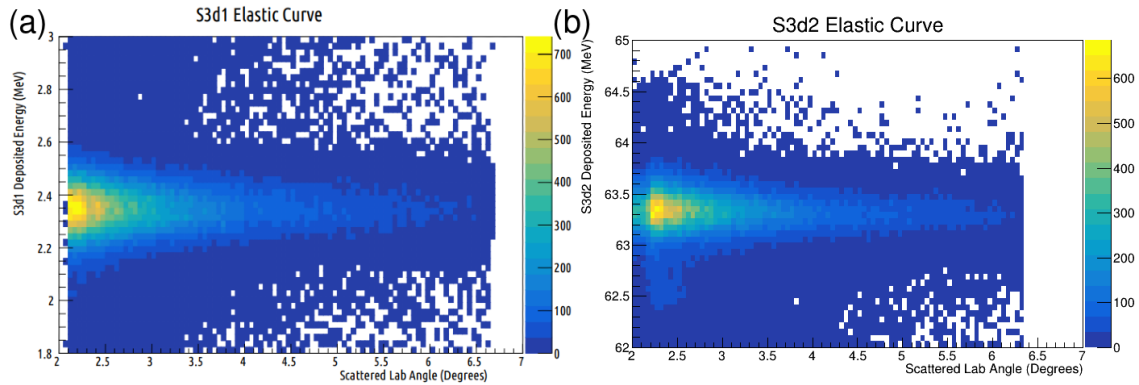 (a)
S3d1 Elastic Curve
S3d1 Deposited Energy (MeV)
3
2.8
2.6
2.4
2.2
2
1.8
2 2.5 3 3.5 4 4.5 5 5.5 6 6.5 7
Scattered Lab Angle (Degrees)
700
600
500
400
300
200
100
0
(b)
S3d2 Elastic Curve
S3d2 Deposited Energy (MeV)
65
64.5
64
63.5
63
62.5
62
2 2.5 3 3.5 4 4.5 5 5.5 6 6.5 7
Scattered Lab Angle (Degrees)
600
500
400
300
200
100
0